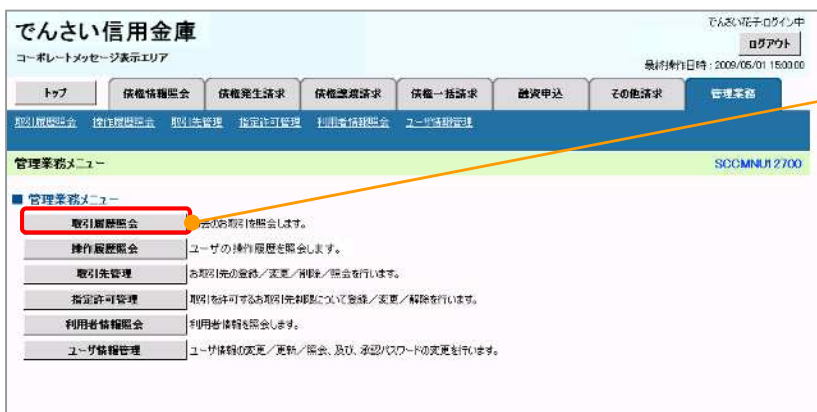 でんさい信用金庫
コーポレートメッセージ表示エリア
でんさい花子ログイン中
ログアウト
最終操作日時：2009/05/01 15:00:00
トップ 債権情報照会 債権発生請求 債権譲渡請求 債権一括請求 融資申込 その他請求 管理業務
取引履歴照会 操作履歴照会 取引先管理 指定許可管理 利用者情報照会 ユーザ情報管理
管理業務メニュー SCCMNU12700
■ 管理業務メニュー
取引履歴照会 去のお取引を照会します。
操作履歴照会 ユーザの操作履歴を照会します。
取引先管理 お取引先の登録／変更／削除／照会を行います。
指定許可管理 取引を許可するお取引先制限について登録／変更／解除を行います。
利用者情報照会 利用者情報を照会します。
ユーザ情報管理 ユーザ情報の変更／更新／照会、及び、承認パスワードの変更を行います。